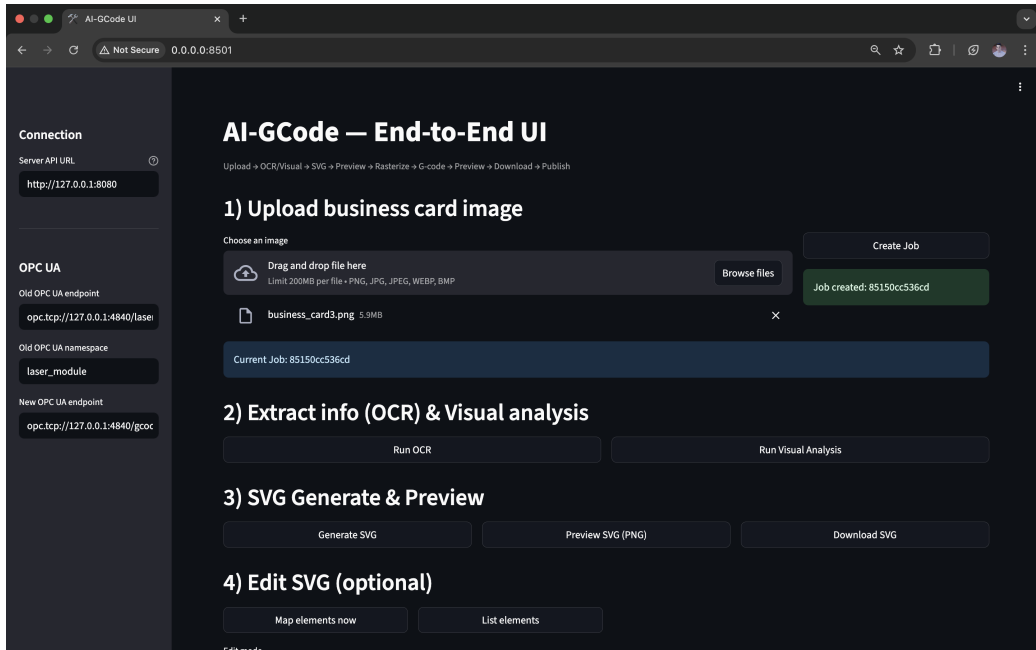 AI-GCode UI
Not Secure 0.0.0.0:8501
Connection
Server API URL
http://127.0.0.1:8080
OPC UA
Old OPC UA endpoint
opc.tcp://127.0.0.1:4840/laser
Old OPC UA namespace
laser_module
New OPC UA endpoint
opc.tcp://127.0.0.1:4840/gcoc
AI-GCode — End-to-End UI
Upload → OCR/Visual → SVG → Preview → Rasterize → G-code → Preview → Download → Publish
1) Upload business card image
Choose an image
Drag and drop file here
Limit 200MB per file • PNG, JPG, JPEG, WEBP, BMP
Browse files
business_card3.png 5.9MB
Create Job
Job created: 85150cc536cd
Current Job: 85150cc536cd
2) Extract info (OCR) & Visual analysis
Run OCR
Run Visual Analysis
3) SVG Generate & Preview
Generate SVG
Preview SVG (PNG)
Download SVG
4) Edit SVG (optional)
Map elements now
List elements
Edit mode